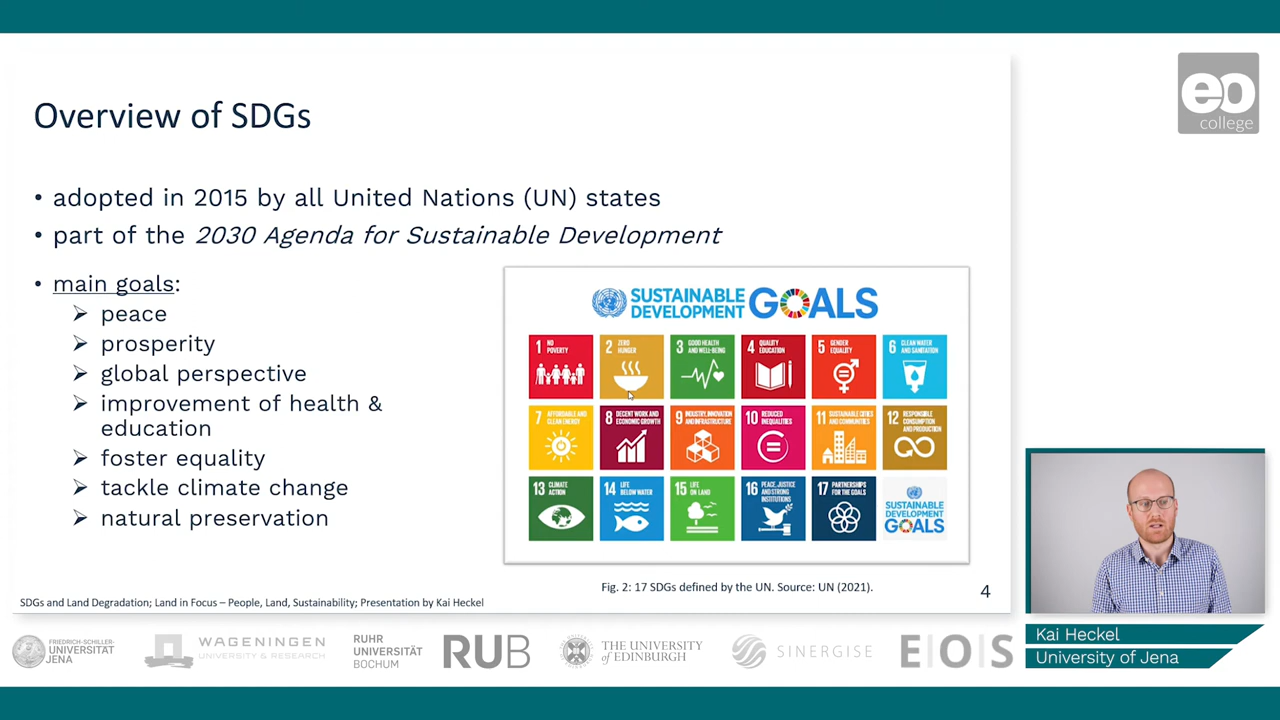 eo
college
Overview of SDGs
• adopted in 2015 by all United Nations (UN) states
• part of the 2030 Agenda for Sustainable Development
• main goals:
➢ peace
➢ prosperity
➢ global perspective
➢ improvement of health &
education
➢ foster equality
➢ tackle climate change
➢ natural preservation
SUSTAINABLE
DEVELOPMENT
GOALS
1 NO
POVERTY
2 ZERO
HUNGER
3 GOOD HEALTH
AND WELL-BEING
4 QUALITY
EDUCATION
5 GENDER
EQUALITY
6 CLEAN WATER
AND SANITATION
7 AFFORDABLE AND
CLEAN ENERGY
8 DECENT WORK AND
ECONOMIC GROWTH
9 INDUSTRY, INNOVATION
AND INFRASTRUCTURE
10 REDUCED
INEQUALITIES
11 SUSTAINABLE CITIES
AND COMMUNITIES
12 RESPONSIBLE
CONSUMPTION
AND PRODUCTION
13 CLIMATE
ACTION
14 LIFE
BELOW WATER
15 LIFE
ON LAND
16 PEACE, JUSTICE
AND STRONG
INSTITUTIONS
17 PARTNERSHIPS
FOR THE GOALS
SUSTAINABLE
DEVELOPMENT
GOALS
Fig. 2: 17 SDGs defined by the UN. Source: UN (2021).
4
SDGs and Land Degradation; Land in Focus – People, Land, Sustainability; Presentation by Kai Heckel
Kai Heckel
University of Jena
FRIEDRICH-SCHILLER-
UNIVERSITÄT
JENA
WAGENINGEN
UNIVERSITY & RESEARCH
RUHR
UNIVERSITÄT
BOCHUM
RUB
THE UNIVERSITY
of EDINBURGH
SINERGISE
E|O|S